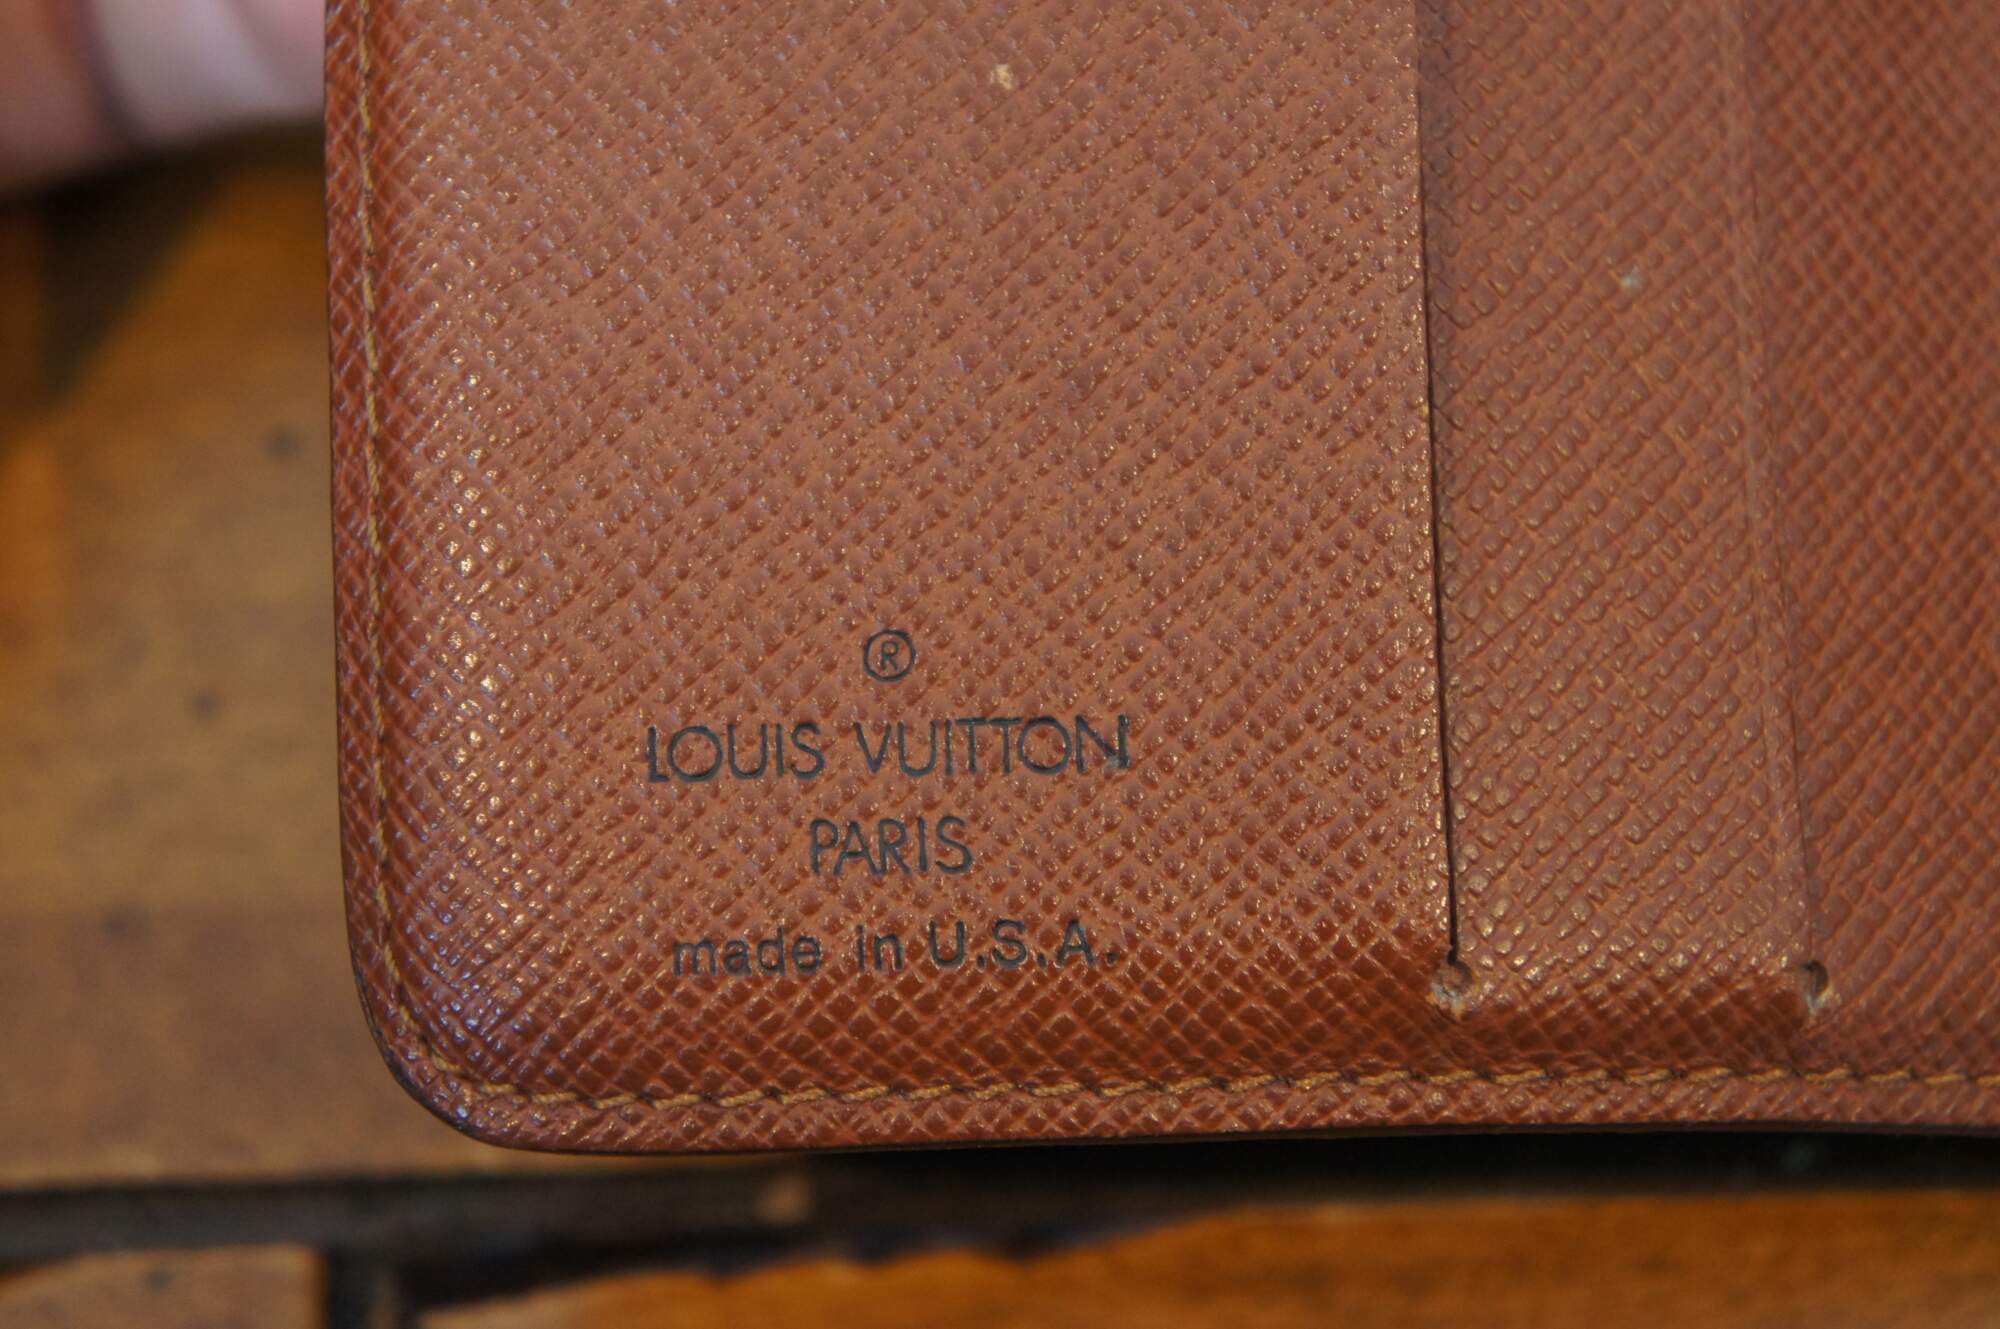 ®
LOUIS VUITTON
PARIS
made in U.S.A.